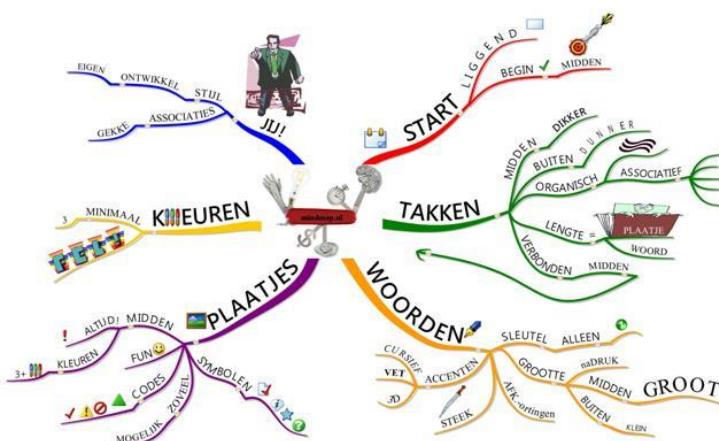 mindmap.nl
START
LIGGEND
BEGIN
MIDDEN
TAKKEN
MIDDEN
DIKKER
BUITEN
DUNNER
ORGANISCH
ASSOCIATIEF
LENGTE =
PLAATJE
WOORD
VERBONDEN
MIDDEN
WOORDEN
SLEUTEL
ALLEEN
GROOTTE
naDRUK
MIDDEN
GROOT
BUITEN
KLEIN
AFK-ortingen
STEEK
ACCENTEN
CURSIEF
VET
3D
PLAATJES
SYMBOLEN
ZOVEEL
MOGELIJK
CODES
FUN
MIDDEN
ALTIJD!
KLEUREN
3+
KLEUREN
MINIMAAL
3
JIJ!
STIJL
ONTWIKKEL
EIGEN
ASSOCIATIES
GEKKE